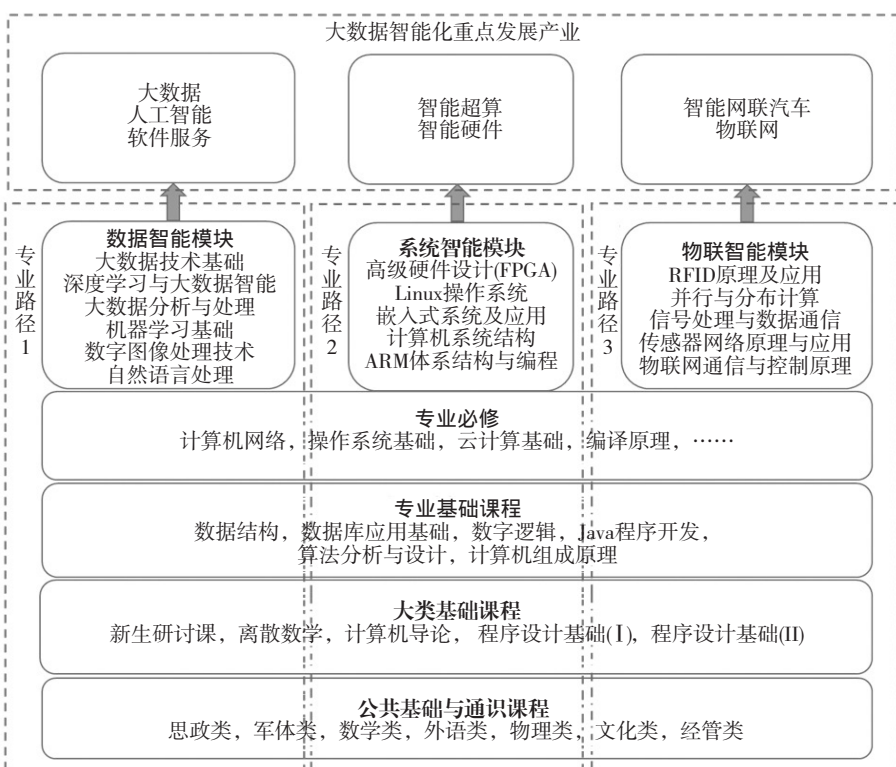 大数据智能化重点发展产业
大数据
人工智能
软件服务
智能超算
智能硬件
智能网联汽车
物联网
专业路径1
数据智能模块
大数据技术基础
深度学习与大数据智能
大数据分析与处理
机器学习基础
数字图像处理技术
自然语言处理
专业路径2
系统智能模块
高级硬件设计(FPGA)
Linux操作系统
嵌入式系统及应用
计算机系统结构
ARM体系结构与编程
专业路径3
物联智能模块
RFID原理及应用
并行与分布计算
信号处理与数据通信
传感器网络原理与应用
物联网通信与控制原理
专业必修
计算机网络，操作系统基础，云计算基础，编译原理，……
专业基础课程
数据结构，数据库应用基础，数字逻辑，Java程序开发，
算法分析与设计，计算机组成原理
大类基础课程
新生研讨课，离散数学，计算机导论， 程序设计基础(I)，程序设计基础(II)
公共基础与通识课程
思政类，军体类，数学类，外语类，物理类，文化类，经管类